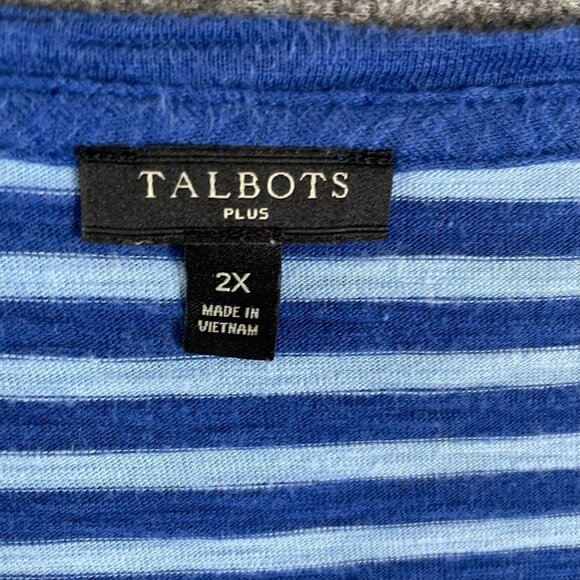 TALBOTS
PLUS
2X
MADE IN
VIETNAM